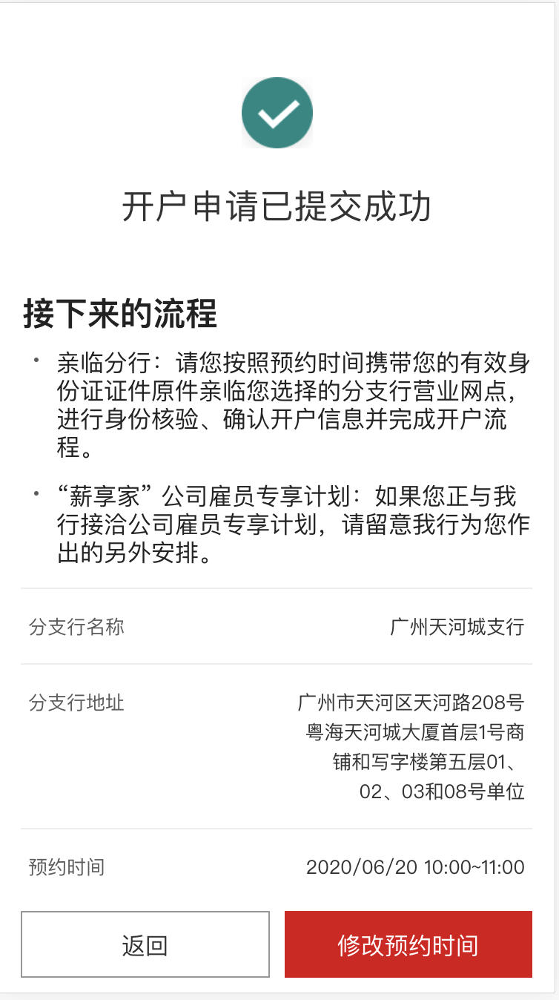 开户申请已提交成功
接下来的流程
· 亲临分行：请您按照预约时间携带您的有效身
份证证件原件亲临您选择的分支行营业网点，
进行身份核验、确认开户信息并完成开户流
程。
· “薪享家”公司雇员专享计划：如果您正与我
行接洽公司雇员专享计划，请留意我行为您作
出的另外安排。
分支行名称 广州天河城支行
分支行地址 广州市天河区天河路208号
粤海天河城大厦首层1号商
铺和写字楼第五层01、
02、03和08号单位
预约时间 2020/06/20 10:00~11:00
返回 修改预约时间